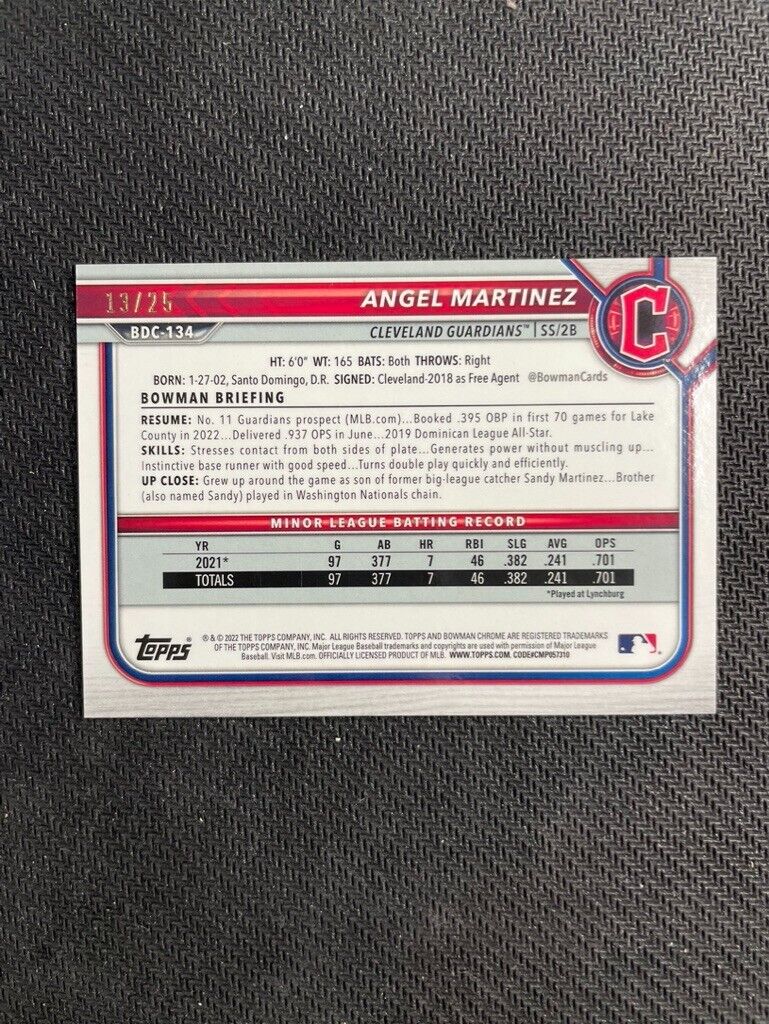 13/25
ANGEL MARTINEZ
C
BDC-134
CLEVELAND GUARDIANS™ | SS/2B
HT: 6'0" WT: 165 BATS: Both THROWS: Right
BORN: 1-27-02, Santo Domingo, D.R. SIGNED: Cleveland-2018 as Free Agent @BowmanCards
BOWMAN BRIEFING
RESUME: No. 11 Guardians prospect (MLB.com)...Booked .395 OBP in first 70 games for Lake
County in 2022...Delivered .937 OPS in June...2019 Dominican League All-Star.
SKILLS: Stresses contact from both sides of plate...Generates power without muscling up...
Instinctive base runner with good speed...Turns double play quickly and efficiently.
UP CLOSE: Grew up around the game as son of former big-league catcher Sandy Martinez...Brother
(also named Sandy) played in Washington Nationals chain.
MINOR LEAGUE BATTING RECORD
YR G AB HR RBI SLG AVG OPS
2021* 97 377 7 46 .382 .241 .701
TOTALS 97 377 7 46 .382 .241 .701
*Played at Lynchburg
topps®
® & © 2022 THE TOPPS COMPANY, INC. ALL RIGHTS RESERVED. TOPPS AND BOWMAN CHROME ARE REGISTERED TRADEMARKS
OF THE TOPPS COMPANY, INC. Major League Baseball trademarks and copyrights are used with permission of Major League
Baseball. Visit MLB.com. OFFICIALLY LICENSED PRODUCT OF MLB. WWW.TOPPS.COM. CODE#CMP057310